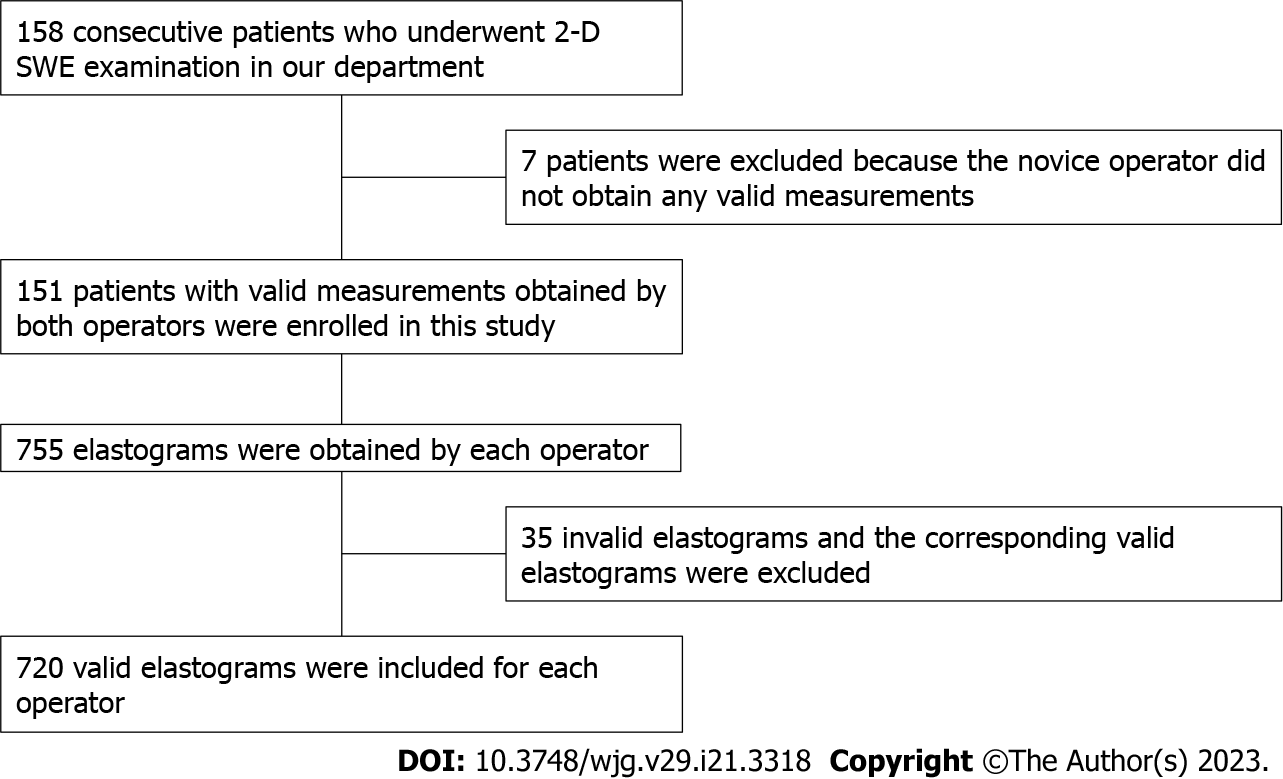 158 consecutive patients who underwent 2-D
SWE examination in our department
7 patients were excluded because the novice operator did
not obtain any valid measurements
151 patients with valid measurements obtained by
both operators were enrolled in this study
755 elastograms were obtained by each operator
35 invalid elastograms and the corresponding valid
elastograms were excluded
720 valid elastograms were included for each
operator
DOI: 10.3748/wjg.v29.i21.3318 Copyright ©The Author(s) 2023.